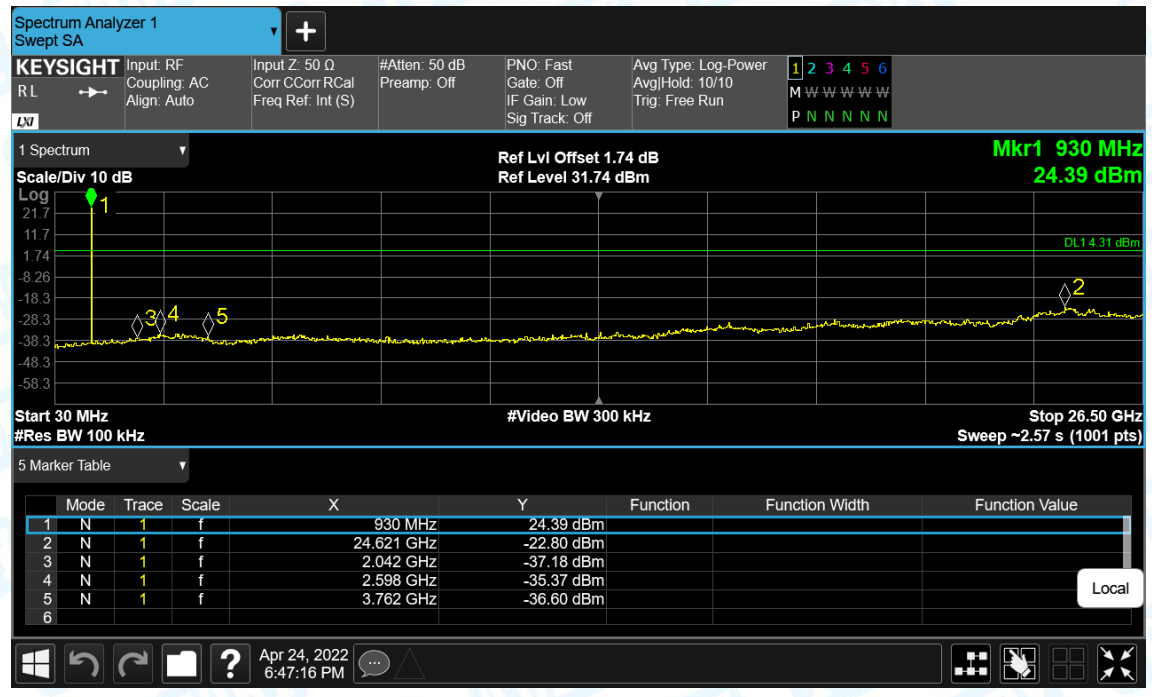 Spectrum Analyzer 1
Swept SA
KEYSIGHT
RL
LXI
Input: RF
Coupling: AC
Align: Auto
Input Z: 50 Ω
Corr CCorr RCal
Freq Ref: Int (S)
#Atten: 50 dB
Preamp: Off
PNO: Fast
Gate: Off
IF Gain: Low
Sig Track: Off
Avg Type: Log-Power
Avg|Hold: 10/10
Trig: Free Run
1 2 3 4 5 6
M W W W W W
P N N N N N
1 Spectrum
Scale/Div 10 dB
Ref Lvl Offset 1.74 dB
Ref Level 31.74 dBm
Mkr1 930 MHz
24.39 dBm
Log
21.7
11.7
1.74
-8.26
-18.3
-28.3
-38.3
-48.3
-58.3
1
DL1 4.31 dBm
2
3
4
5
Start 30 MHz
#Res BW 100 kHz
#Video BW 300 kHz
Stop 26.50 GHz
Sweep ~2.57 s (1001 pts)
5 Marker Table
Mode Trace Scale X Y Function Function Width Function Value
1 N 1 f 930 MHz 24.39 dBm
2 N 1 f 24.621 GHz -22.80 dBm
3 N 1 f 2.042 GHz -37.18 dBm
4 N 1 f 2.598 GHz -35.37 dBm
5 N 1 f 3.762 GHz -36.60 dBm
6
Local
?
Apr 24, 2022
6:47:16 PM